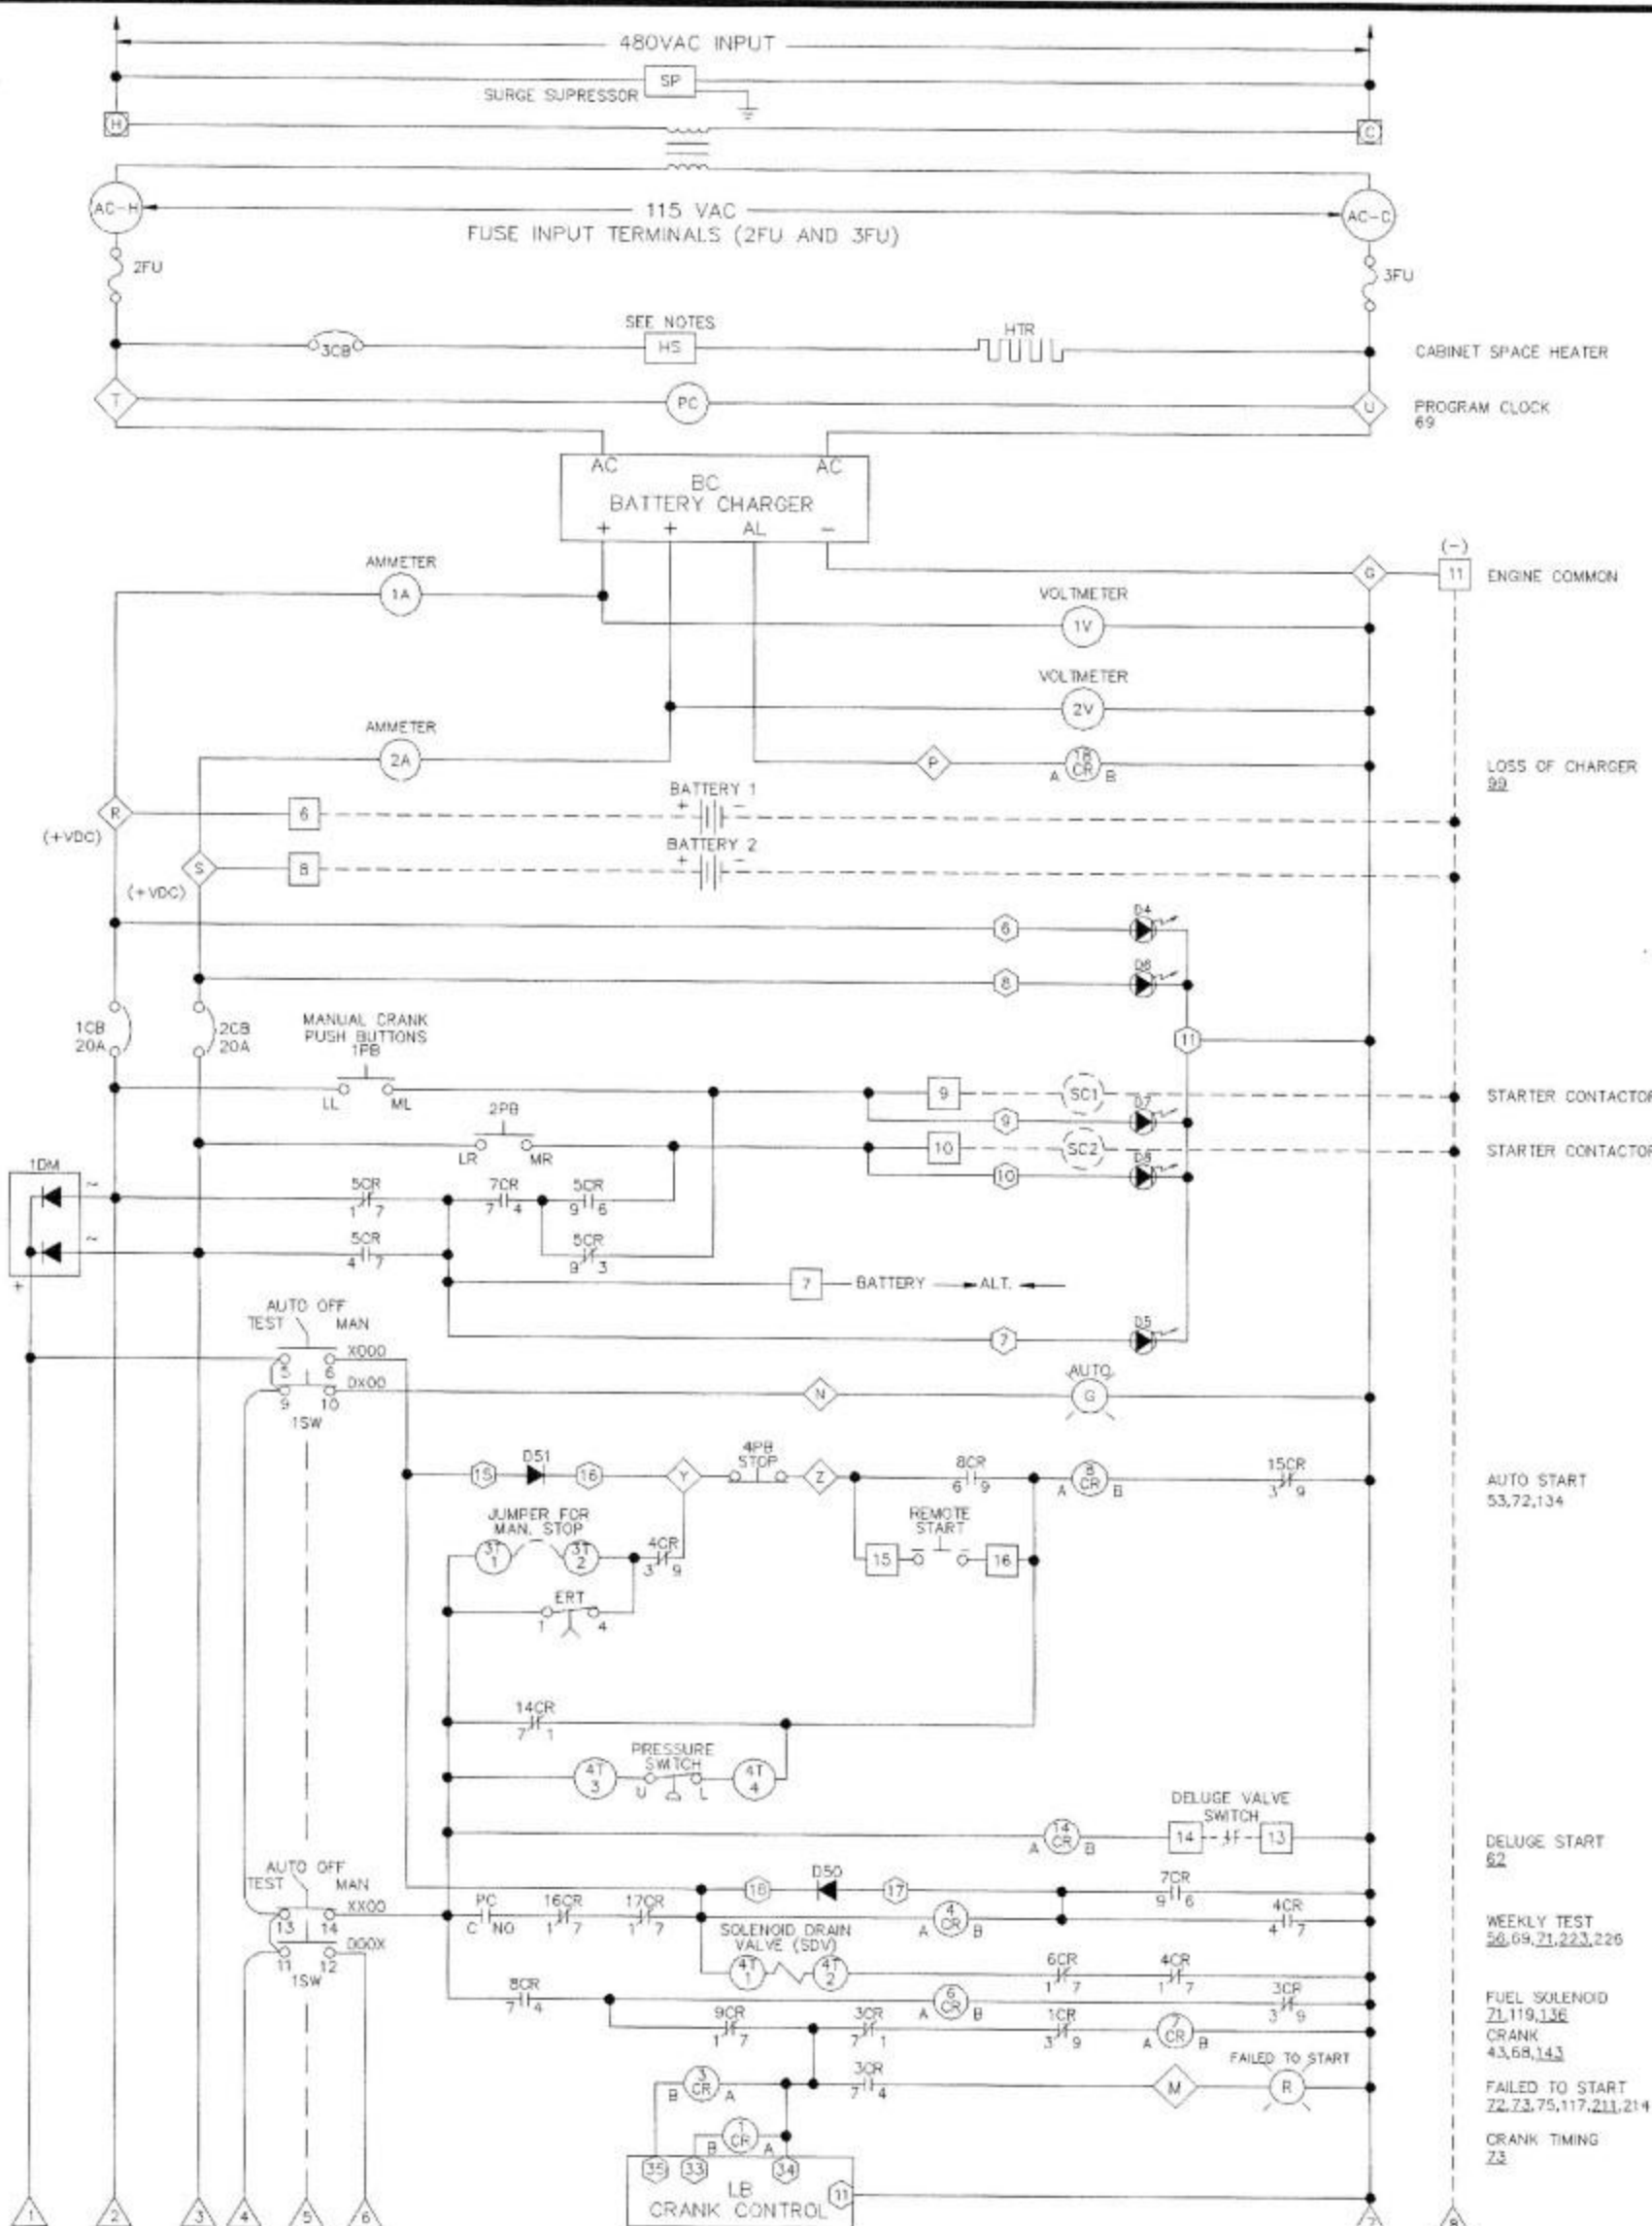 480VAC INPUT
SP
SURGE SUPRESSOR
H
C
AC-H
115 VAC
AC-C
FUSE INPUT TERMINALS (2FU AND 3FU)
2FU
3FU
SEE NOTES
3CB
HS
HTR
CABINET SPACE HEATER
T
PC
U
PROGRAM CLOCK
69
AC
AC
BC
BATTERY CHARGER
+ + AL −
(−)
AMMETER
1A
G
11
ENGINE COMMON
VOLTMETER
1V
VOLTMETER
2V
AMMETER
2A
P
A 18 CR B
LOSS OF CHARGER
99
BATTERY 1
+ −
R
6
(+VDC)
BATTERY 2
+ −
S
8
(+VDC)
D4
6
D6
8
1CB
20A
2CB
20A
MANUAL CRANK
PUSH BUTTONS
1PB
11
LL ML
9
SC1
STARTER CONTACTOR
D7
9
2PB
LR MR
10
SC2
STARTER CONTACTOR
D8
10
1DM
~
~
+
5CR
1 7
7CR
7 4
5CR
9 6
5CR
4 7
5CR
9 3
7
BATTERY
ALT.
AUTO OFF
TEST MAN
D5
7
X000
5 6
DX00
9 10
1SW
N
AUTO
G
15
D51
16
Y
4PB
STOP
Z
8CR
6 9
A 8 CR B
15CR
3 9
AUTO START
53,72,134
JUMPER FOR
MAN. STOP
3T 1
3T 2
4CR
3 9
REMOTE
START
15
16
ERT
1 4
14CR
7 1
PRESSURE
SWITCH
4T 3
U L
4T 4
DELUGE VALVE
SWITCH
A 14 CR B
14
13
DELUGE START
62
AUTO OFF
TEST MAN
18
D50
17
7CR
9 6
XX00
13 14
PC
C NO
16CR
1 7
17CR
1 7
A 4 CR B
4CR
4 7
WEEKLY TEST
56,69,71,223,226
SOLENOID DRAIN
VALVE (SDV)
D00X
11 12
1SW
4T 1
4T 2
6CR
1 7
4CR
1 7
8CR
7 4
A 6 CR B
3CR
3 9
FUEL SOLENOID
71,119,136
9CR
1 7
3CR
7 1
1CR
3 9
A 7 CR B
CRANK
43,68,143
FAILED TO START
B 3 CR A
3CR
7 4
M
R
FAILED TO START
72,73,75,117,211,214
B 1 CR A
CRANK TIMING
73
35
33
34
LB
CRANK CONTROL
11
1
2
3
4
5
6
7
8